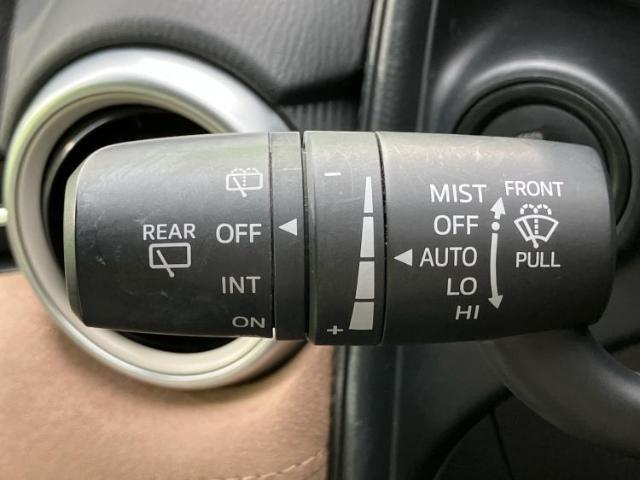 REAR
OFF
INT
ON
−
+
MIST
OFF
AUTO
LO
HI
FRONT
PULL